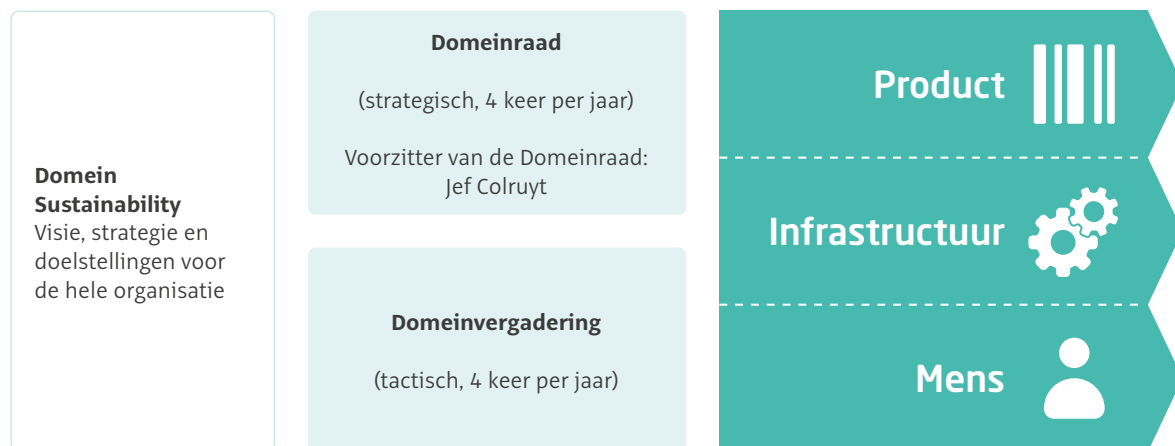 Domein
Sustainability
Visie, strategie en
doelstellingen voor
de hele organisatie
Domeinraad
(strategisch, 4 keer per jaar)
Voorzitter van de Domeinraad:
Jef Colruyt
Domeinvergadering
(tactisch, 4 keer per jaar)
Product
Infrastructuur
Mens